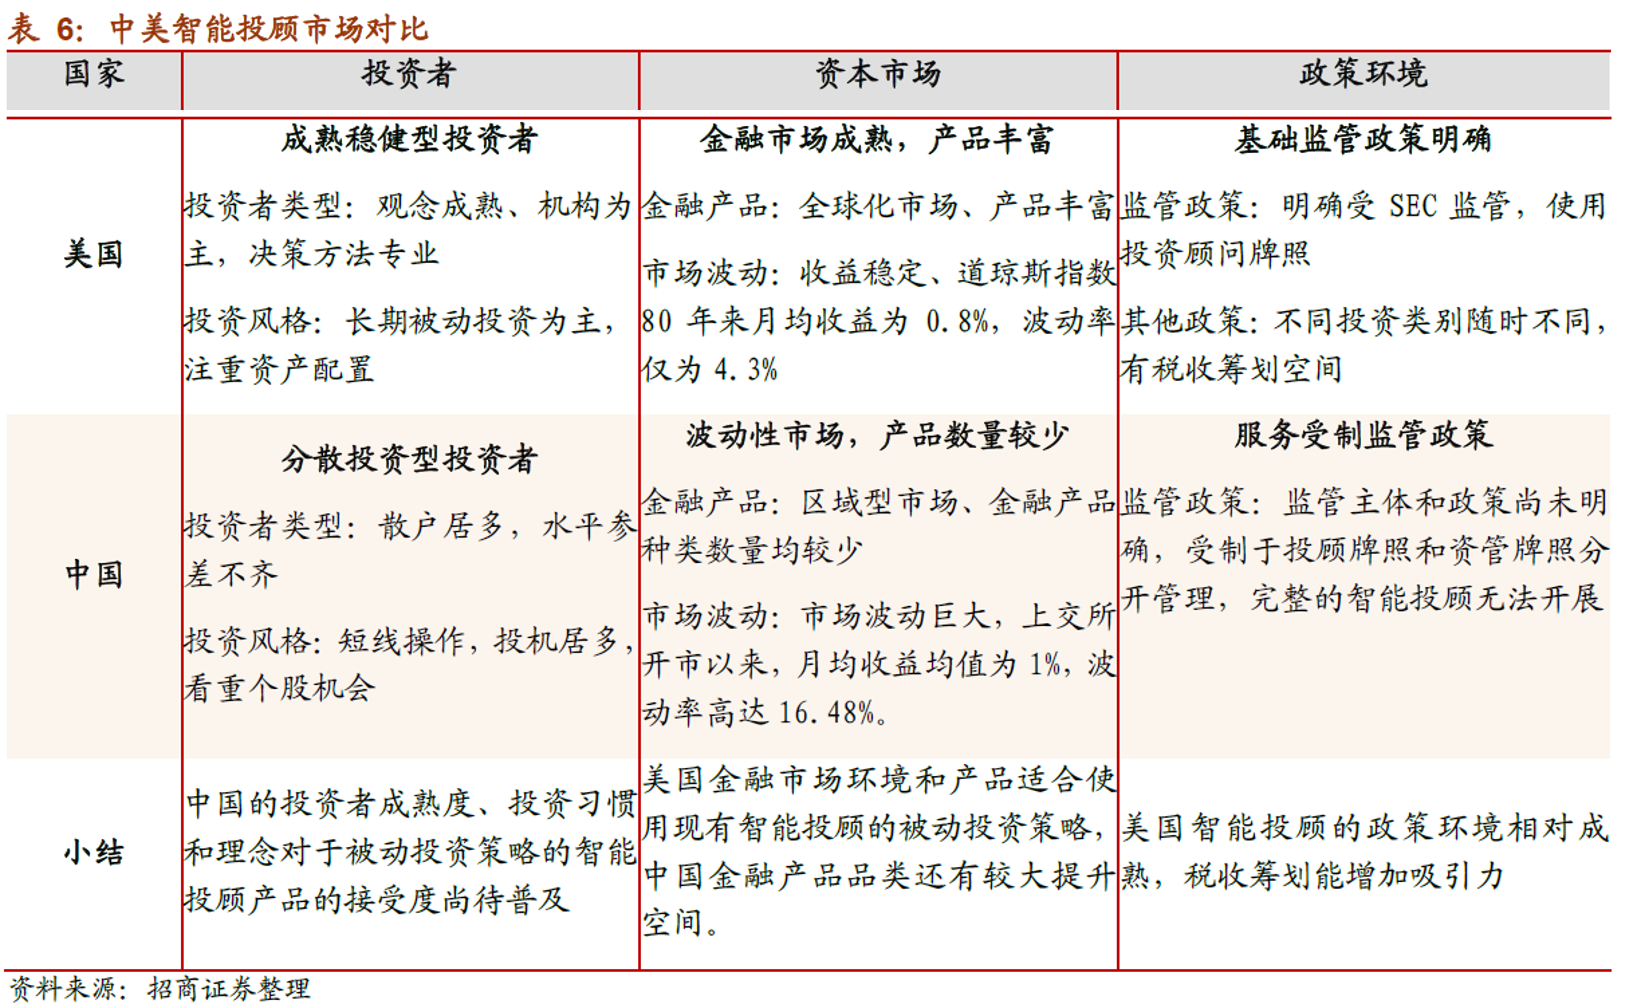 表 6：中美智能投顾市场对比
国家 投资者 资本市场 政策环境
美国
成熟稳健型投资者
投资者类型：观念成熟、机构为
主，决策方法专业
投资风格：长期被动投资为主，
注重资产配置
金融市场成熟，产品丰富
金融产品：全球化市场、产品丰富
市场波动：收益稳定、道琼斯指数
80 年来月均收益为 0.8%，波动率
仅为 4.3%
基础监管政策明确
监管政策：明确受 SEC 监管，使用
投资顾问牌照
其他政策：不同投资类别随时不同，
有税收筹划空间
中国
分散投资型投资者
投资者类型：散户居多，水平参
差不齐
投资风格：短线操作，投机居多，
看重个股机会
波动性市场，产品数量较少
金融产品：区域型市场、金融产品
种类数量均较少
市场波动：市场波动巨大，上交所
开市以来，月均收益均值为 1%，波
动率高达 16.48%。
服务受制监管政策
监管政策：监管主体和政策尚未明
确，受制于投顾牌照和资管牌照分
开管理，完整的智能投顾无法开展
小结
中国的投资者成熟度、投资习惯
和理念对于被动投资策略的智能
投顾产品的接受度尚待普及
美国金融市场环境和产品适合使
用现有智能投顾的被动投资策略，
中国金融产品品类还有较大提升
空间。
美国智能投顾的政策环境相对成
熟，税收筹划能增加吸引力
资料来源：招商证券整理